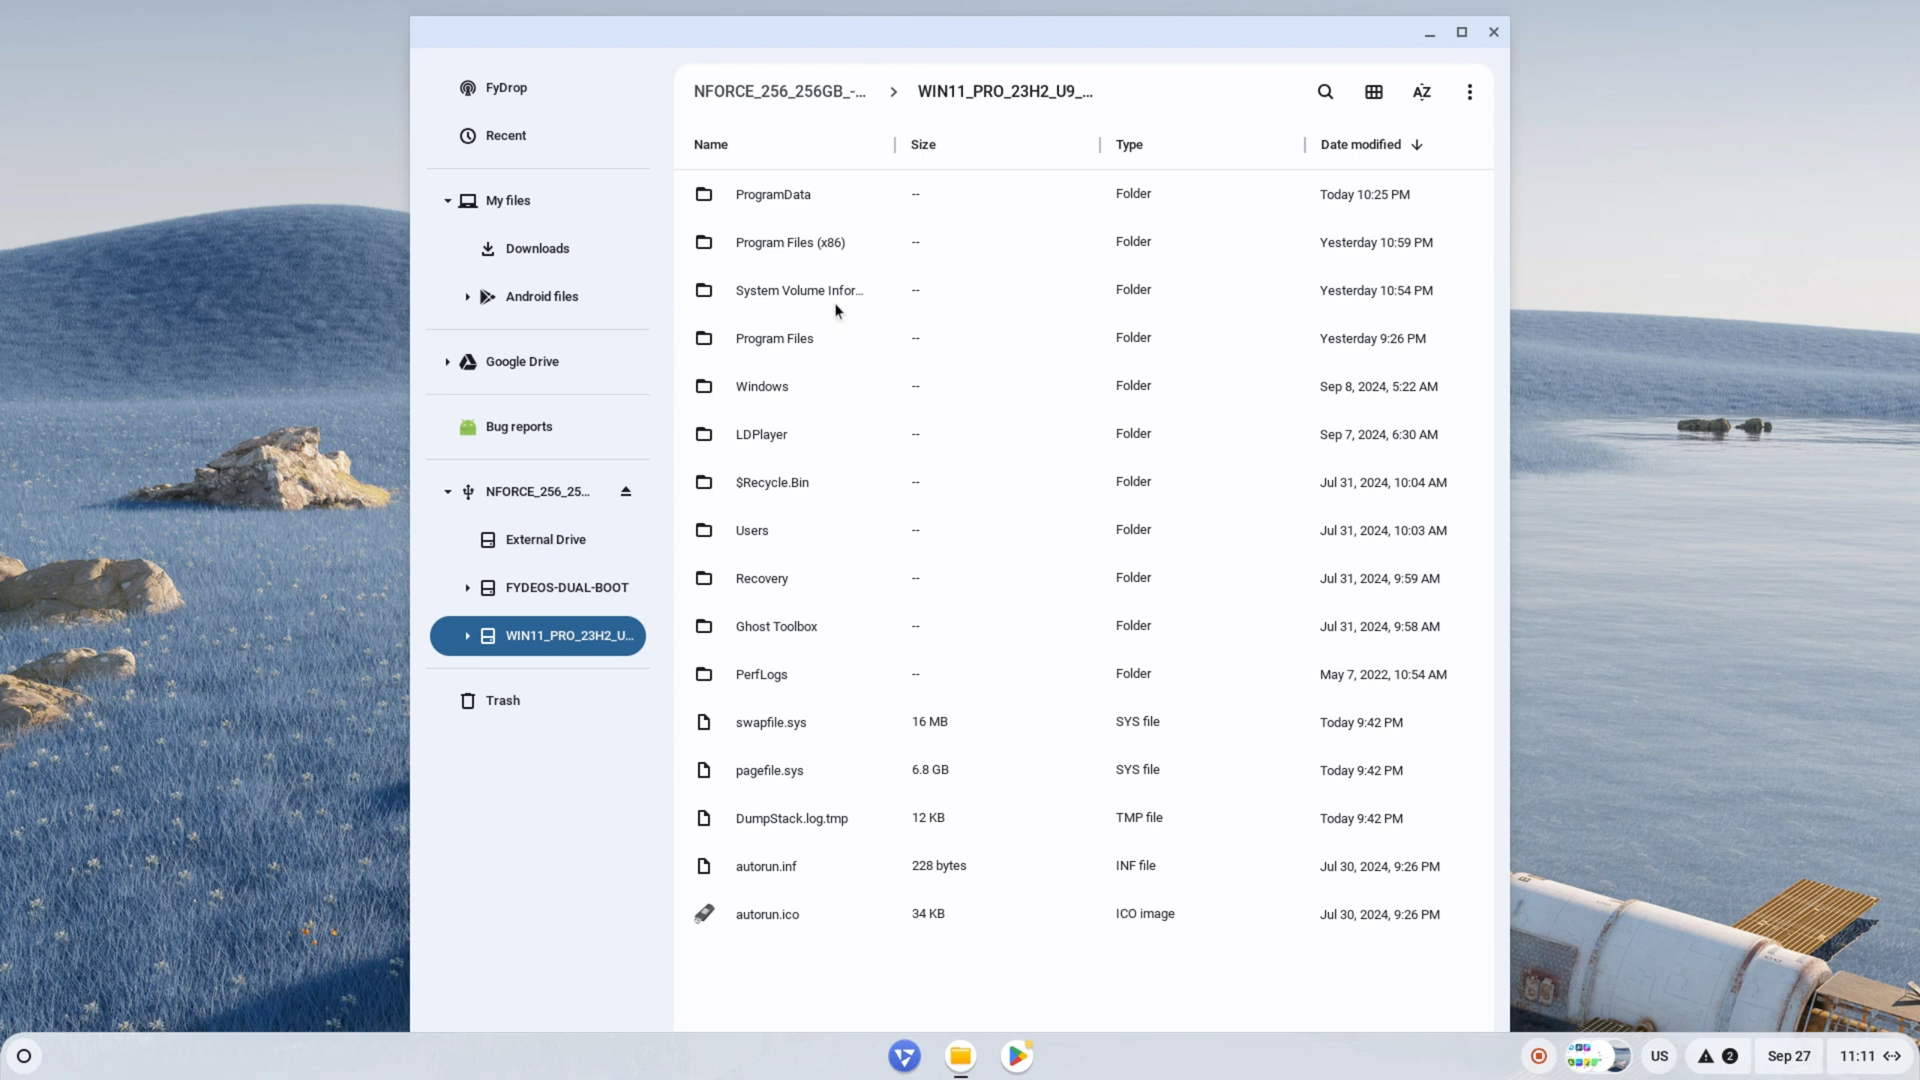 FyDrop
Recent
My files
Downloads
Android files
Google Drive
Bug reports
NFORCE_256_25...
External Drive
FYDEOS-DUAL-BOOT
WIN11_PRO_23H2_U...
Trash
NFORCE_256_256GB_-... > WIN11_PRO_23H2_U9_...
AZ
Name Size Type Date modified
ProgramData -- Folder Today 10:25 PM
Program Files (x86) -- Folder Yesterday 10:59 PM
System Volume Infor... -- Folder Yesterday 10:54 PM
Program Files -- Folder Yesterday 9:26 PM
Windows -- Folder Sep 8, 2024, 5:22 AM
LDPlayer -- Folder Sep 7, 2024, 6:30 AM
$Recycle.Bin -- Folder Jul 31, 2024, 10:04 AM
Users -- Folder Jul 31, 2024, 10:03 AM
Recovery -- Folder Jul 31, 2024, 9:59 AM
Ghost Toolbox -- Folder Jul 31, 2024, 9:58 AM
PerfLogs -- Folder May 7, 2022, 10:54 AM
swapfile.sys 16 MB SYS file Today 9:42 PM
pagefile.sys 6.8 GB SYS file Today 9:42 PM
DumpStack.log.tmp 12 KB TMP file Today 9:42 PM
autorun.inf 228 bytes INF file Jul 30, 2024, 9:26 PM
autorun.ico 34 KB ICO image Jul 30, 2024, 9:26 PM
US 2 Sep 27 11:11